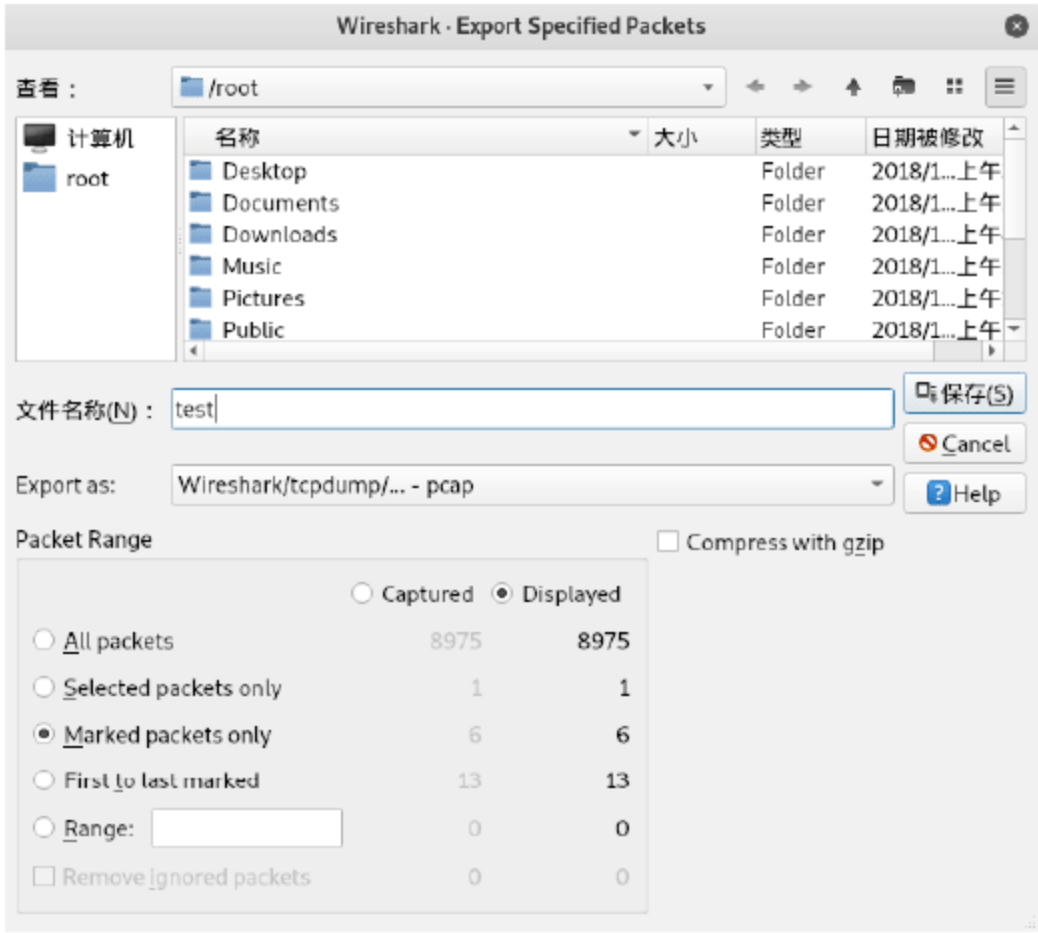 Wireshark · Export Specified Packets
查看： /root
计算机
root
名称 大小 类型 日期被修改
Desktop Folder 2018/1...上午
Documents Folder 2018/1...上午
Downloads Folder 2018/1...上午
Music Folder 2018/1...上午
Pictures Folder 2018/1...上午
Public Folder 2018/1...上午
文件名称(N)： test
保存(S)
Cancel
Export as: Wireshark/tcpdump/... - pcap
Help
Packet Range
Compress with gzip
Captured Displayed
All packets 8975 8975
Selected packets only 1 1
Marked packets only 6 6
First to last marked 13 13
Range: 0 0
Remove ignored packets 0 0